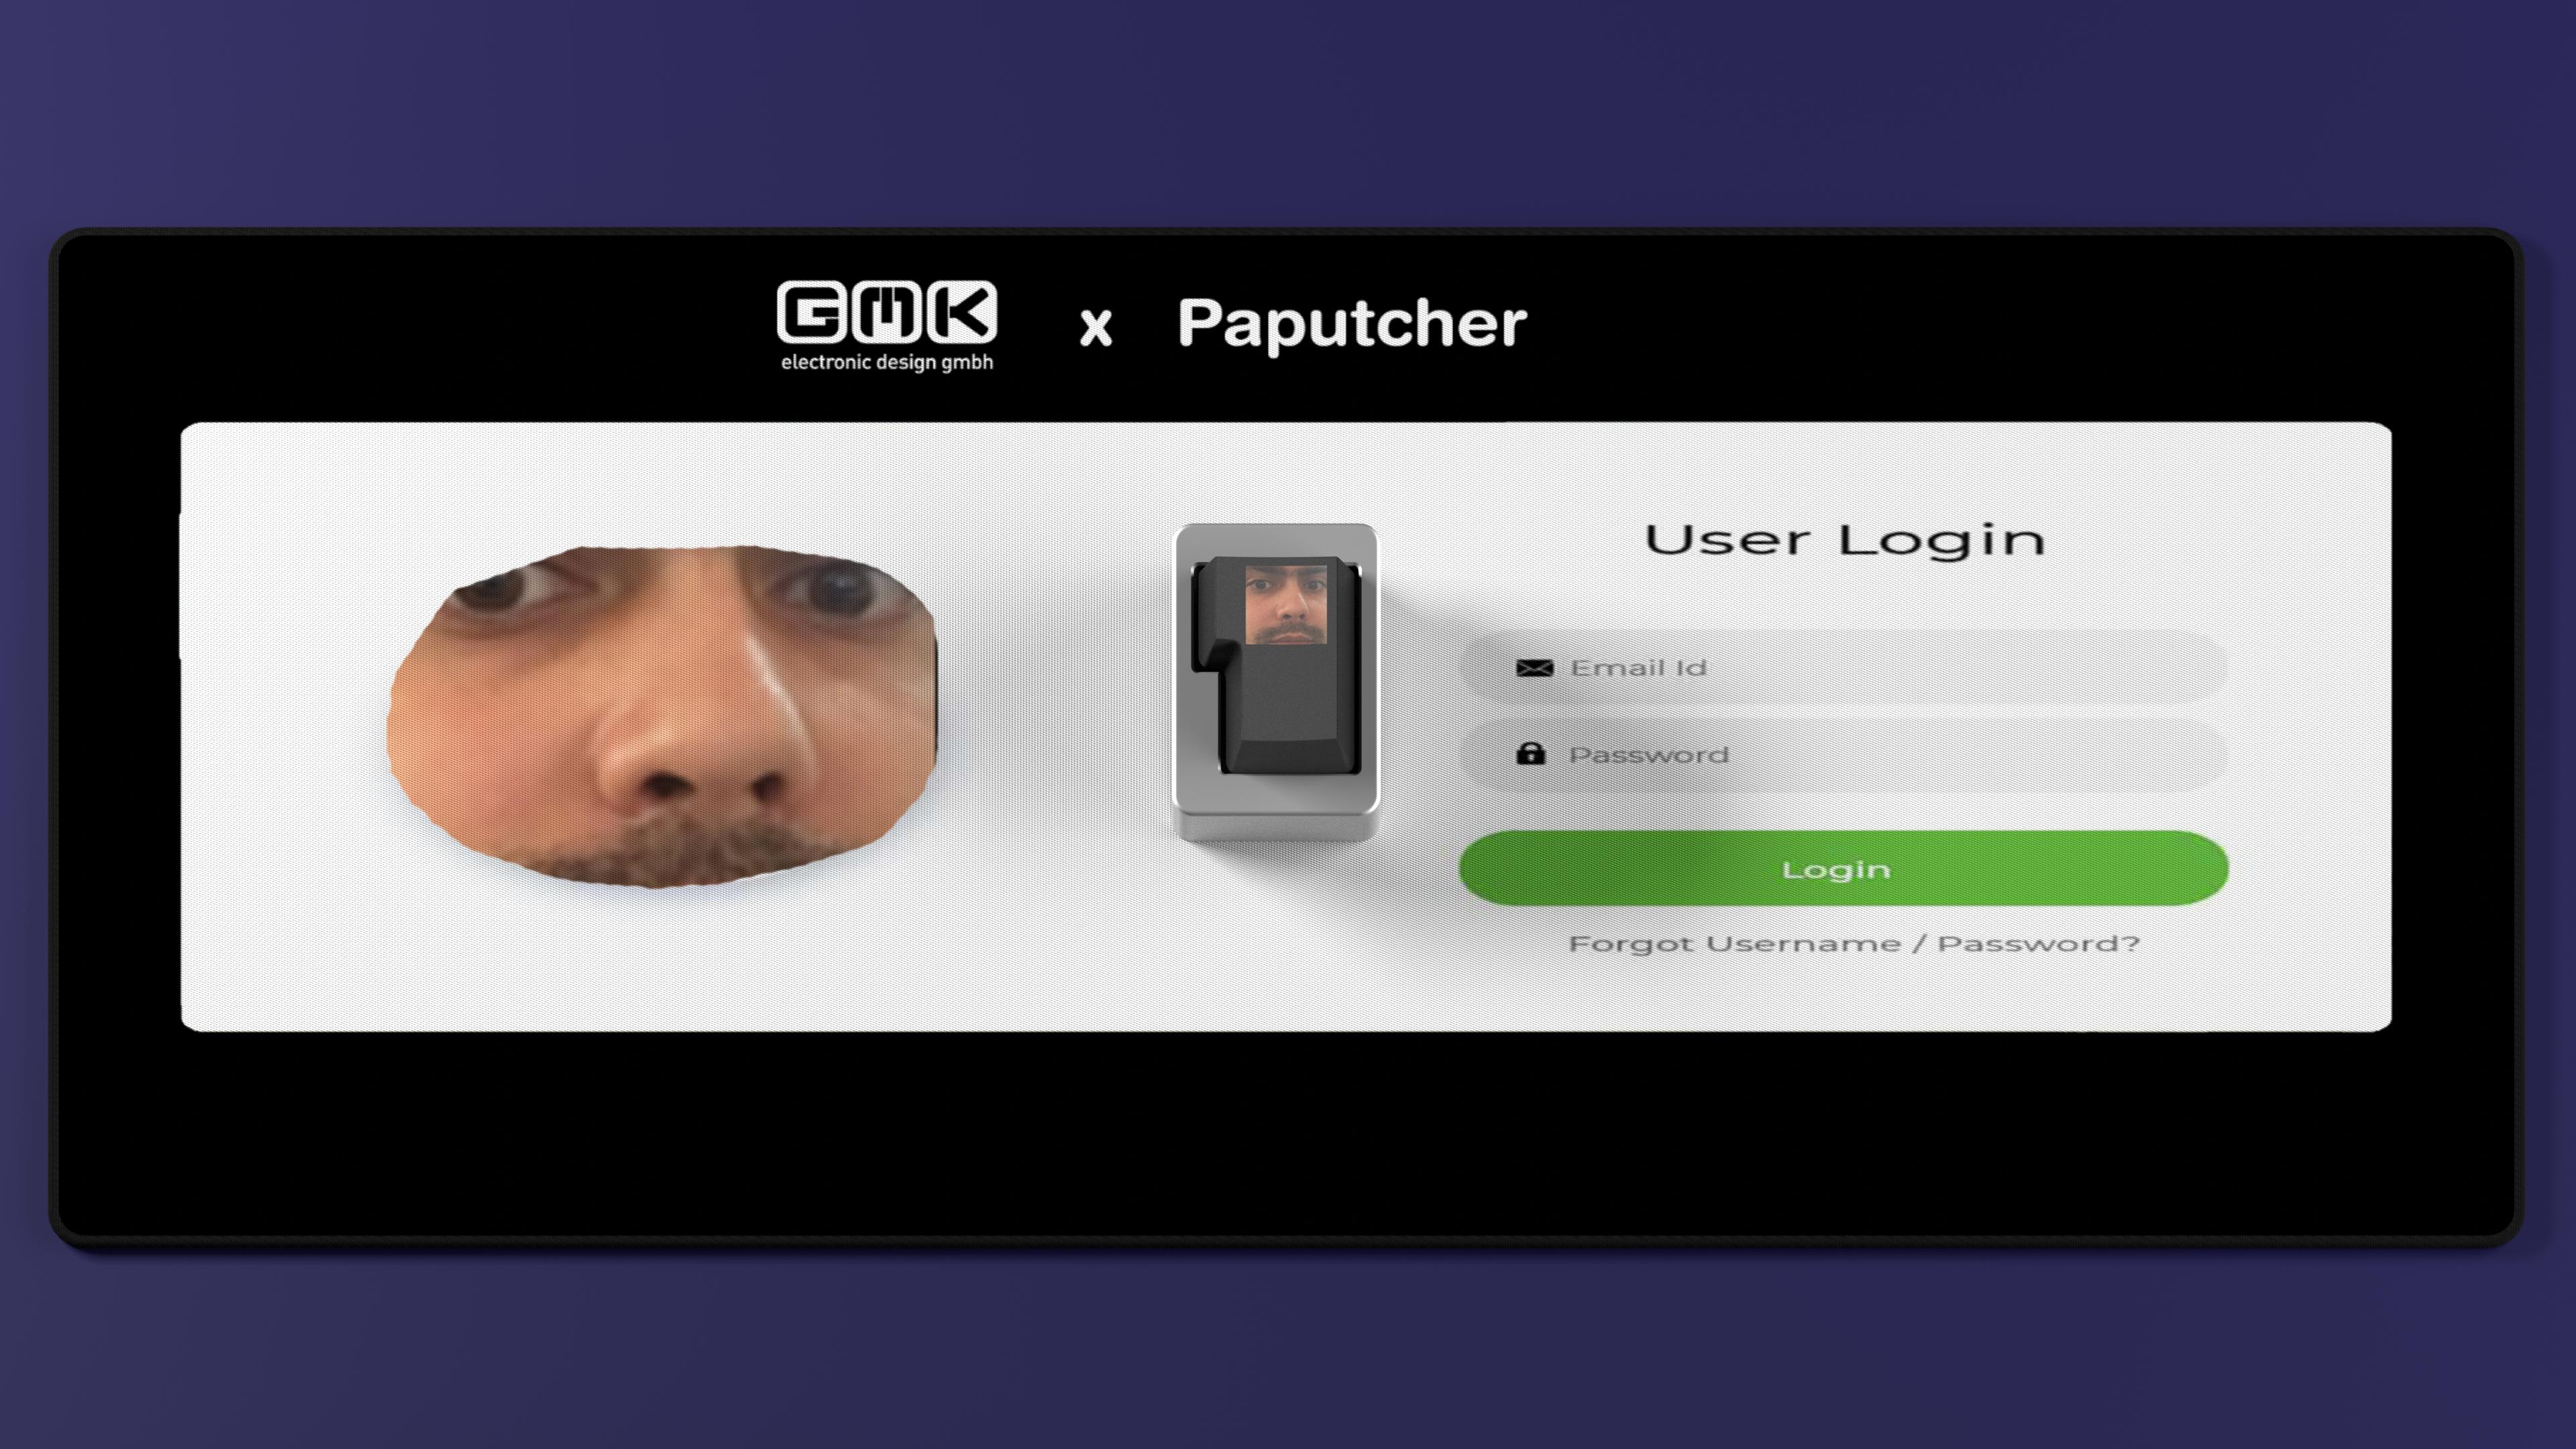 GMK
electronic design gmbh
x
Paputcher
User Login
Email Id
Password
Login
Forgot Username / Password?